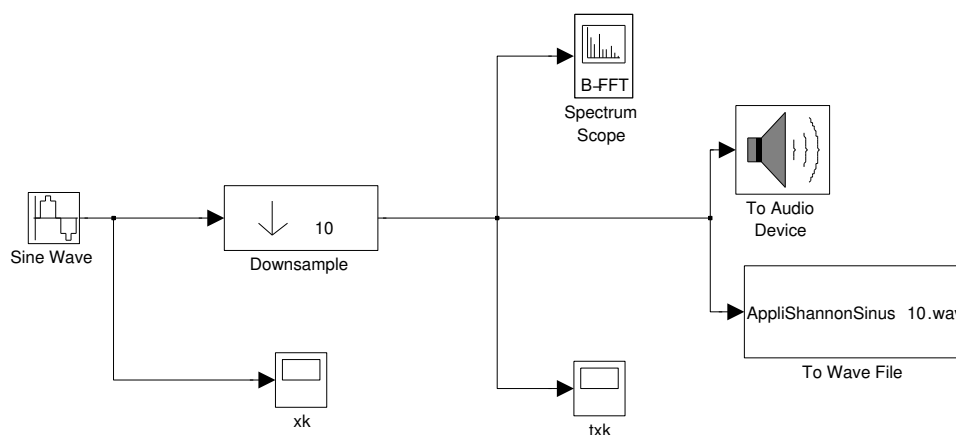 B-FFT
Spectrum
Scope
To Audio
Device
Sine Wave
10
Downsample
AppliShannonSinus 10.wav
To Wave File
xk
txk